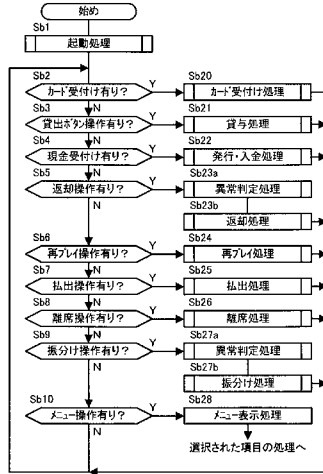 始め
Sb1
起動処理
Sb2
カード受付け有り?
Y
Sb20
カード受付け処理
N
Sb3
貸出ボタン操作有り?
Y
Sb21
貸与処理
N
Sb4
現金受付け有り?
Y
Sb22
発行・入金処理
N
Sb5
返却操作有り?
Y
Sb23a
異常判定処理
N
Sb23b
返却処理
Sb6
再プレイ操作有り?
Y
Sb24
再プレイ処理
N
Sb7
払出操作有り?
Y
Sb25
払出処理
N
Sb8
離席操作有り?
Y
Sb26
離席処理
N
Sb9
振分け操作有り?
Y
Sb27a
異常判定処理
N
Sb27b
振分け処理
Sb10
メニュー操作有り?
Y
Sb28
メニュー表示処理
N
選択された項目の処理へ